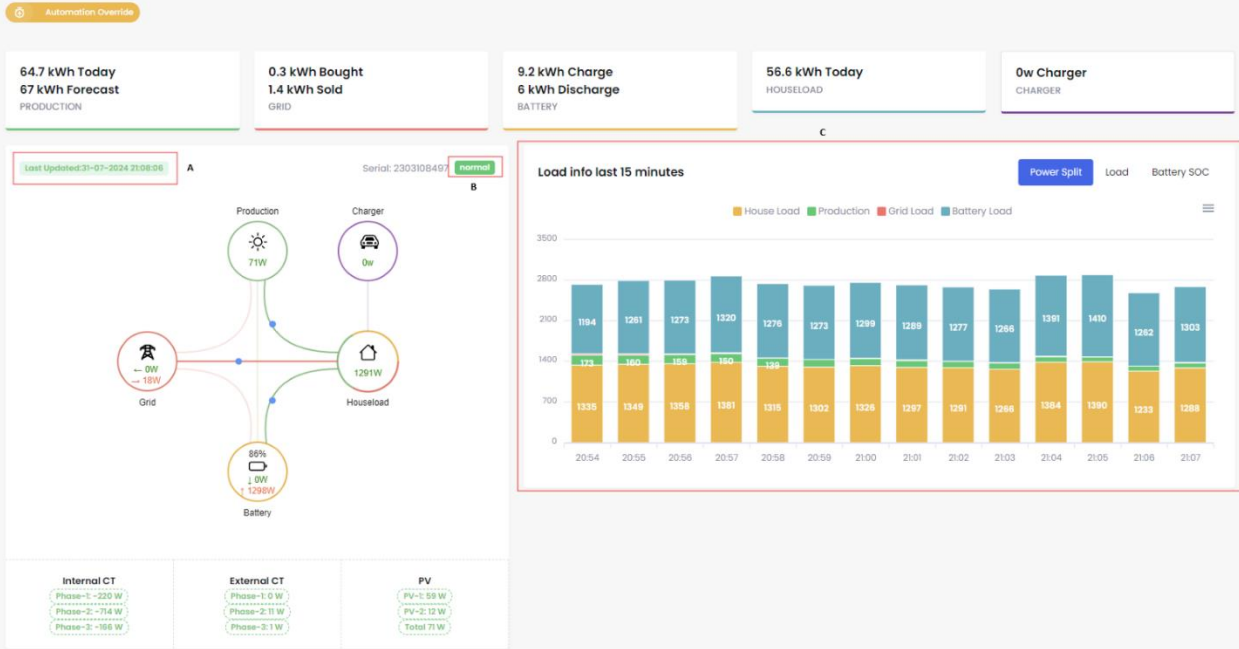 Automation Override
64.7 kWh Today
67 kWh Forecast
PRODUCTION
0.3 kWh Bought
1.4 kWh Sold
GRID
9.2 kWh Charge
6 kWh Discharge
BATTERY
56.6 kWh Today
HOUSELOAD
0w Charger
CHARGER
C
Last Updated:31-07-2024 21:08:06
A
Serial: 2303108497
normal
B
Production
71W
Charger
0w
← 0W
→ 18W
Grid
1291W
Houseload
86%
↓ 0W
↑ 1298W
Battery
Internal CT
Phase-1: -220 W
Phase-2: -714 W
Phase-3: -166 W
External CT
Phase-1: 0 W
Phase-2: 11 W
Phase-3: 1 W
PV
PV-1: 59 W
PV-2: 12 W
Total 71 W
Load info last 15 minutes
Power Split Load Battery SOC
House Load Production Grid Load Battery Load
3500
2800
2100
1400
700
0
1194 1261 1273 1320 1276 1273 1299 1289 1277 1266 1391 1410 1262 1303
173 160 159 150 139
1335 1349 1356 1381 1315 1302 1326 1297 1291 1266 1384 1390 1233 1288
20:54 20:55 20:56 20:57 20:58 20:59 21:00 21:01 21:02 21:03 21:04 21:05 21:06 21:07